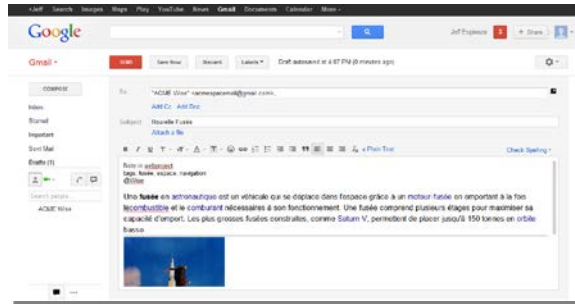 +Jeff Search Images Maps Play YouTube News Gmail Documents Calendar More
Google
Jeff Espinoza
+ Share
Gmail
SEND Save Now Discard Labels Draft autosaved at 4:07 PM (0 minutes ago)
COMPOSE
Inbox
Starred
Important
Sent Mail
Drafts (1)
Search people...
ACME Wise
To "ACME Wise" <acmespacemail@gmail.com>,
Add Cc Add Bcc
Subject Nouvelle Fusée
Attach a file
« Plain Text
Check Spelling
Note in webproject
tags: fusée, espace, navigation
@Wise
Une fusée en astronautique est un véhicule qui se déplace dans l'espace grâce à un moteur-fusée en emportant à la fois
lecombustible et le comburant nécessaires à son fonctionnement. Une fusée comprend plusieurs étages pour maximiser sa
capacité d'emport. Les plus grosses fusées construites, comme Saturn V, permettent de placer jusqu'à 150 tonnes en orbite
basse